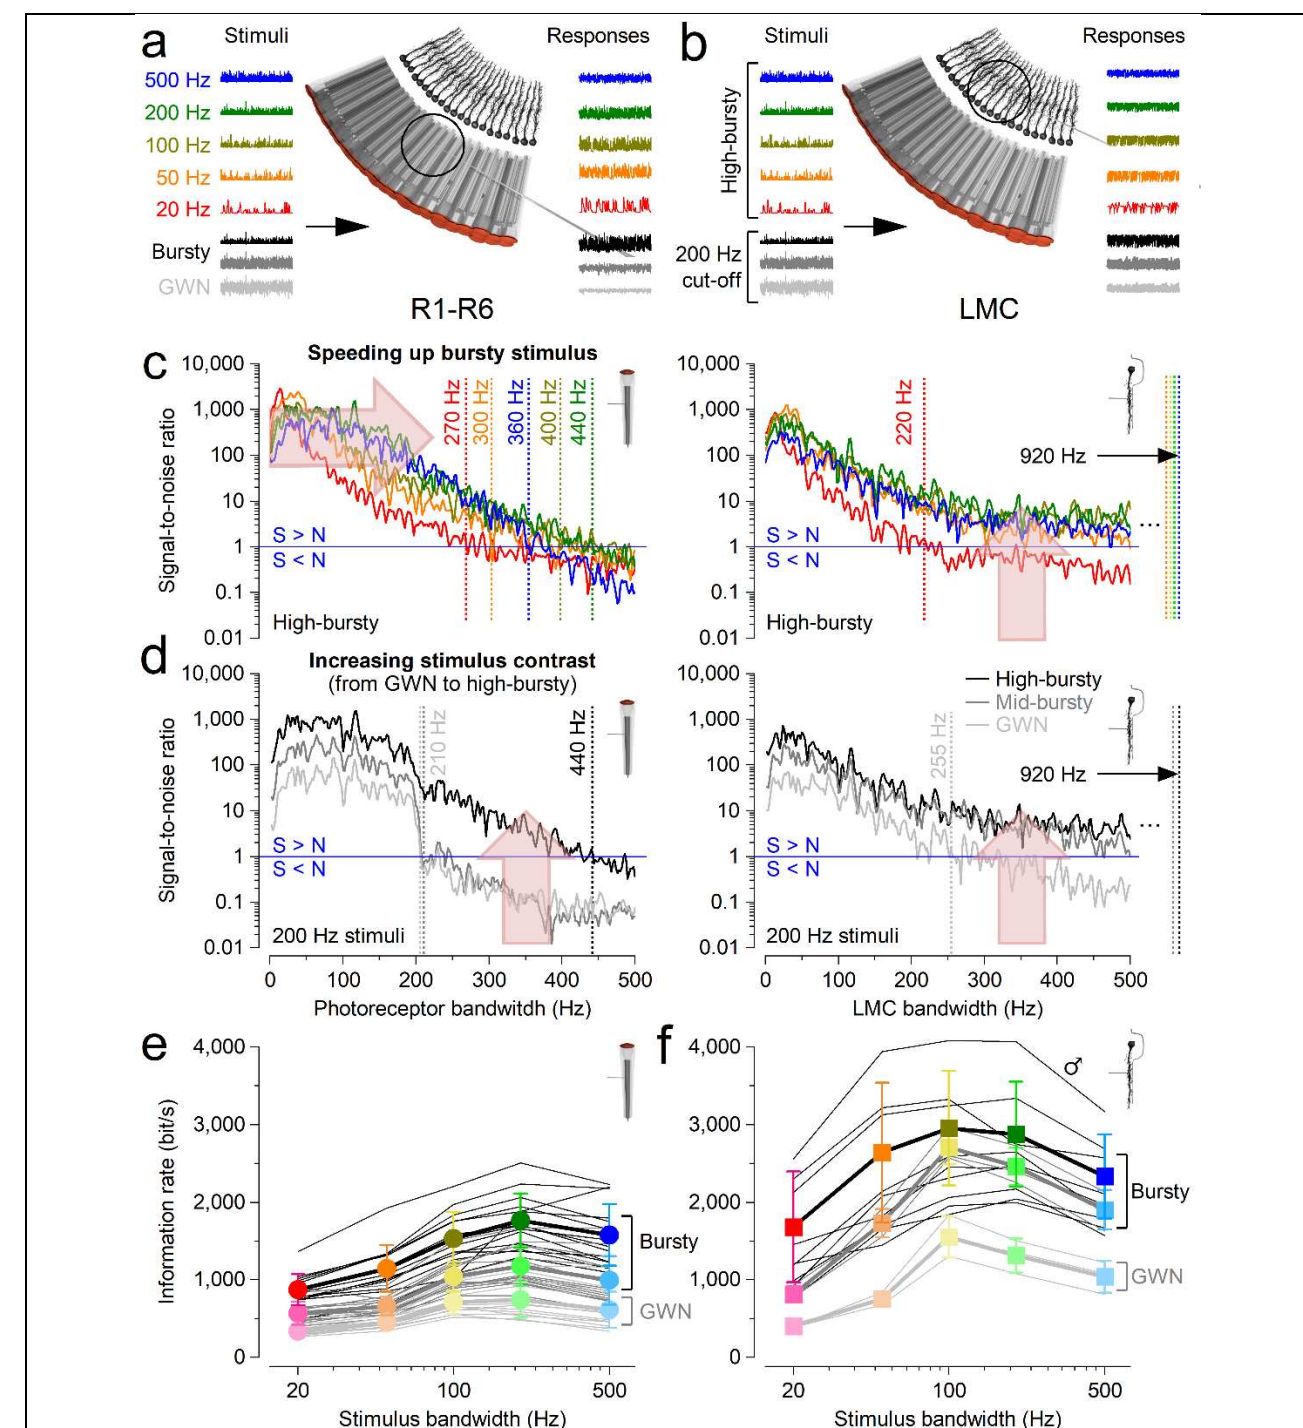 a
Stimuli
Responses
500 Hz
200 Hz
100 Hz
50 Hz
20 Hz
Bursty
GWN
R1-R6
b
Stimuli
Responses
High-bursty
200 Hz
cut-off
LMC
c
Speeding up bursty stimulus
10,000
1,000
100
10
1
0.1
0.01
Signal-to-noise ratio
S > N
S < N
270 Hz
300 Hz
360 Hz
400 Hz
440 Hz
High-bursty
10,000
1,000
100
10
1
0.1
0.01
S > N
S < N
220 Hz
920 Hz
...
High-bursty
d
Increasing stimulus contrast
(from GWN to high-bursty)
10,000
1,000
100
10
1
0.1
0.01
Signal-to-noise ratio
S > N
S < N
210 Hz
440 Hz
200 Hz stimuli
0 100 200 300 400 500
Photoreceptor bandwitdh (Hz)
10,000
1,000
100
10
1
0.1
0.01
High-bursty
Mid-bursty
GWN
S > N
S < N
255 Hz
920 Hz
...
200 Hz stimuli
0 100 200 300 400 500
LMC bandwidth (Hz)
e
4,000
3,000
2,000
1,000
0
Information rate (bit/s)
Bursty
GWN
20 100 500
Stimulus bandwidth (Hz)
f
4,000
3,000
2,000
1,000
0
♂
Bursty
GWN
20 100 500
Stimulus bandwidth (Hz)